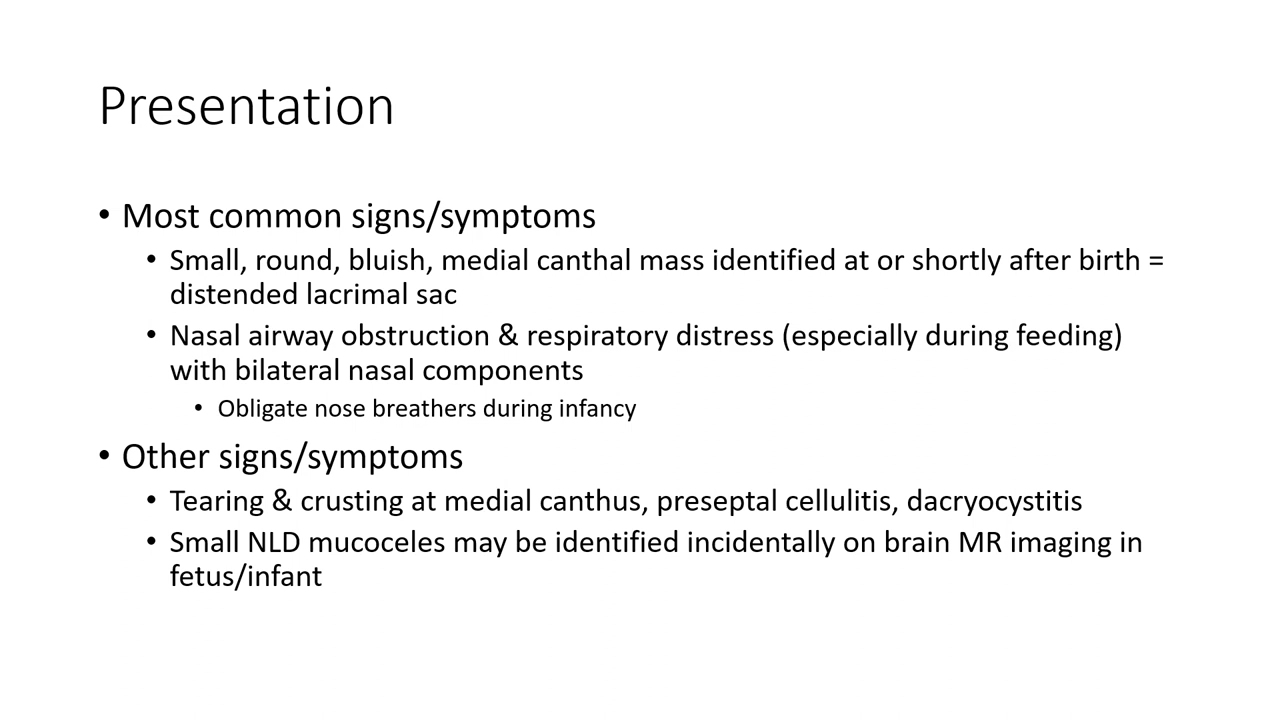 Presentation
• Most common signs/symptoms
• Small, round, bluish, medial canthal mass identified at or shortly after birth =
distended lacrimal sac
• Nasal airway obstruction & respiratory distress (especially during feeding)
with bilateral nasal components
• Obligate nose breathers during infancy
• Other signs/symptoms
• Tearing & crusting at medial canthus, preseptal cellulitis, dacryocystitis
• Small NLD mucoceles may be identified incidentally on brain MR imaging in
fetus/infant